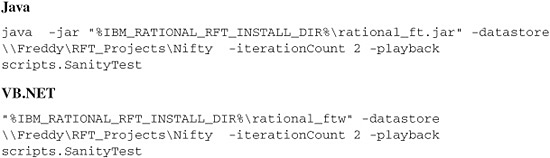 Java
java  -jar "%IBM_RATIONAL_RFT_INSTALL_DIR%\rational_ft.jar" -datastore
\\Freddy\RFT_Projects\Nifty  -iterationCount 2 -playback
scripts.SanityTest
VB.NET
"%IBM_RATIONAL_RFT_INSTALL_DIR%\rational_ftw" -datastore
\\Freddy\RFT_Projects\Nifty  -iterationCount 2 -playback
scripts.SanityTest